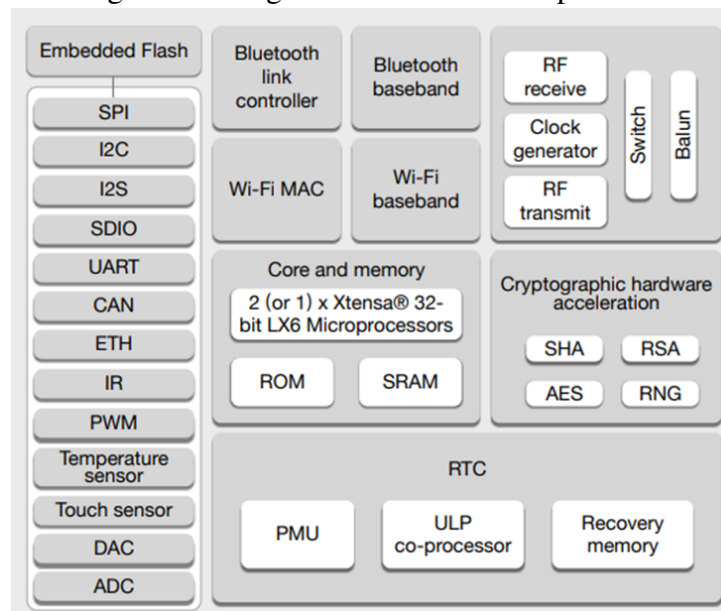 Embedded Flash
SPI
I2C
I2S
SDIO
UART
CAN
ETH
IR
PWM
Temperature
sensor
Touch sensor
DAC
ADC
Bluetooth
link
controller
Bluetooth
baseband
Wi-Fi MAC
Wi-Fi
baseband
RF
receive
Clock
generator
RF
transmit
Switch
Balun
Core and memory
2 (or 1) x Xtensa® 32-
bit LX6 Microprocessors
ROM
SRAM
Cryptographic hardware
acceleration
SHA
RSA
AES
RNG
RTC
PMU
ULP
co-processor
Recovery
memory